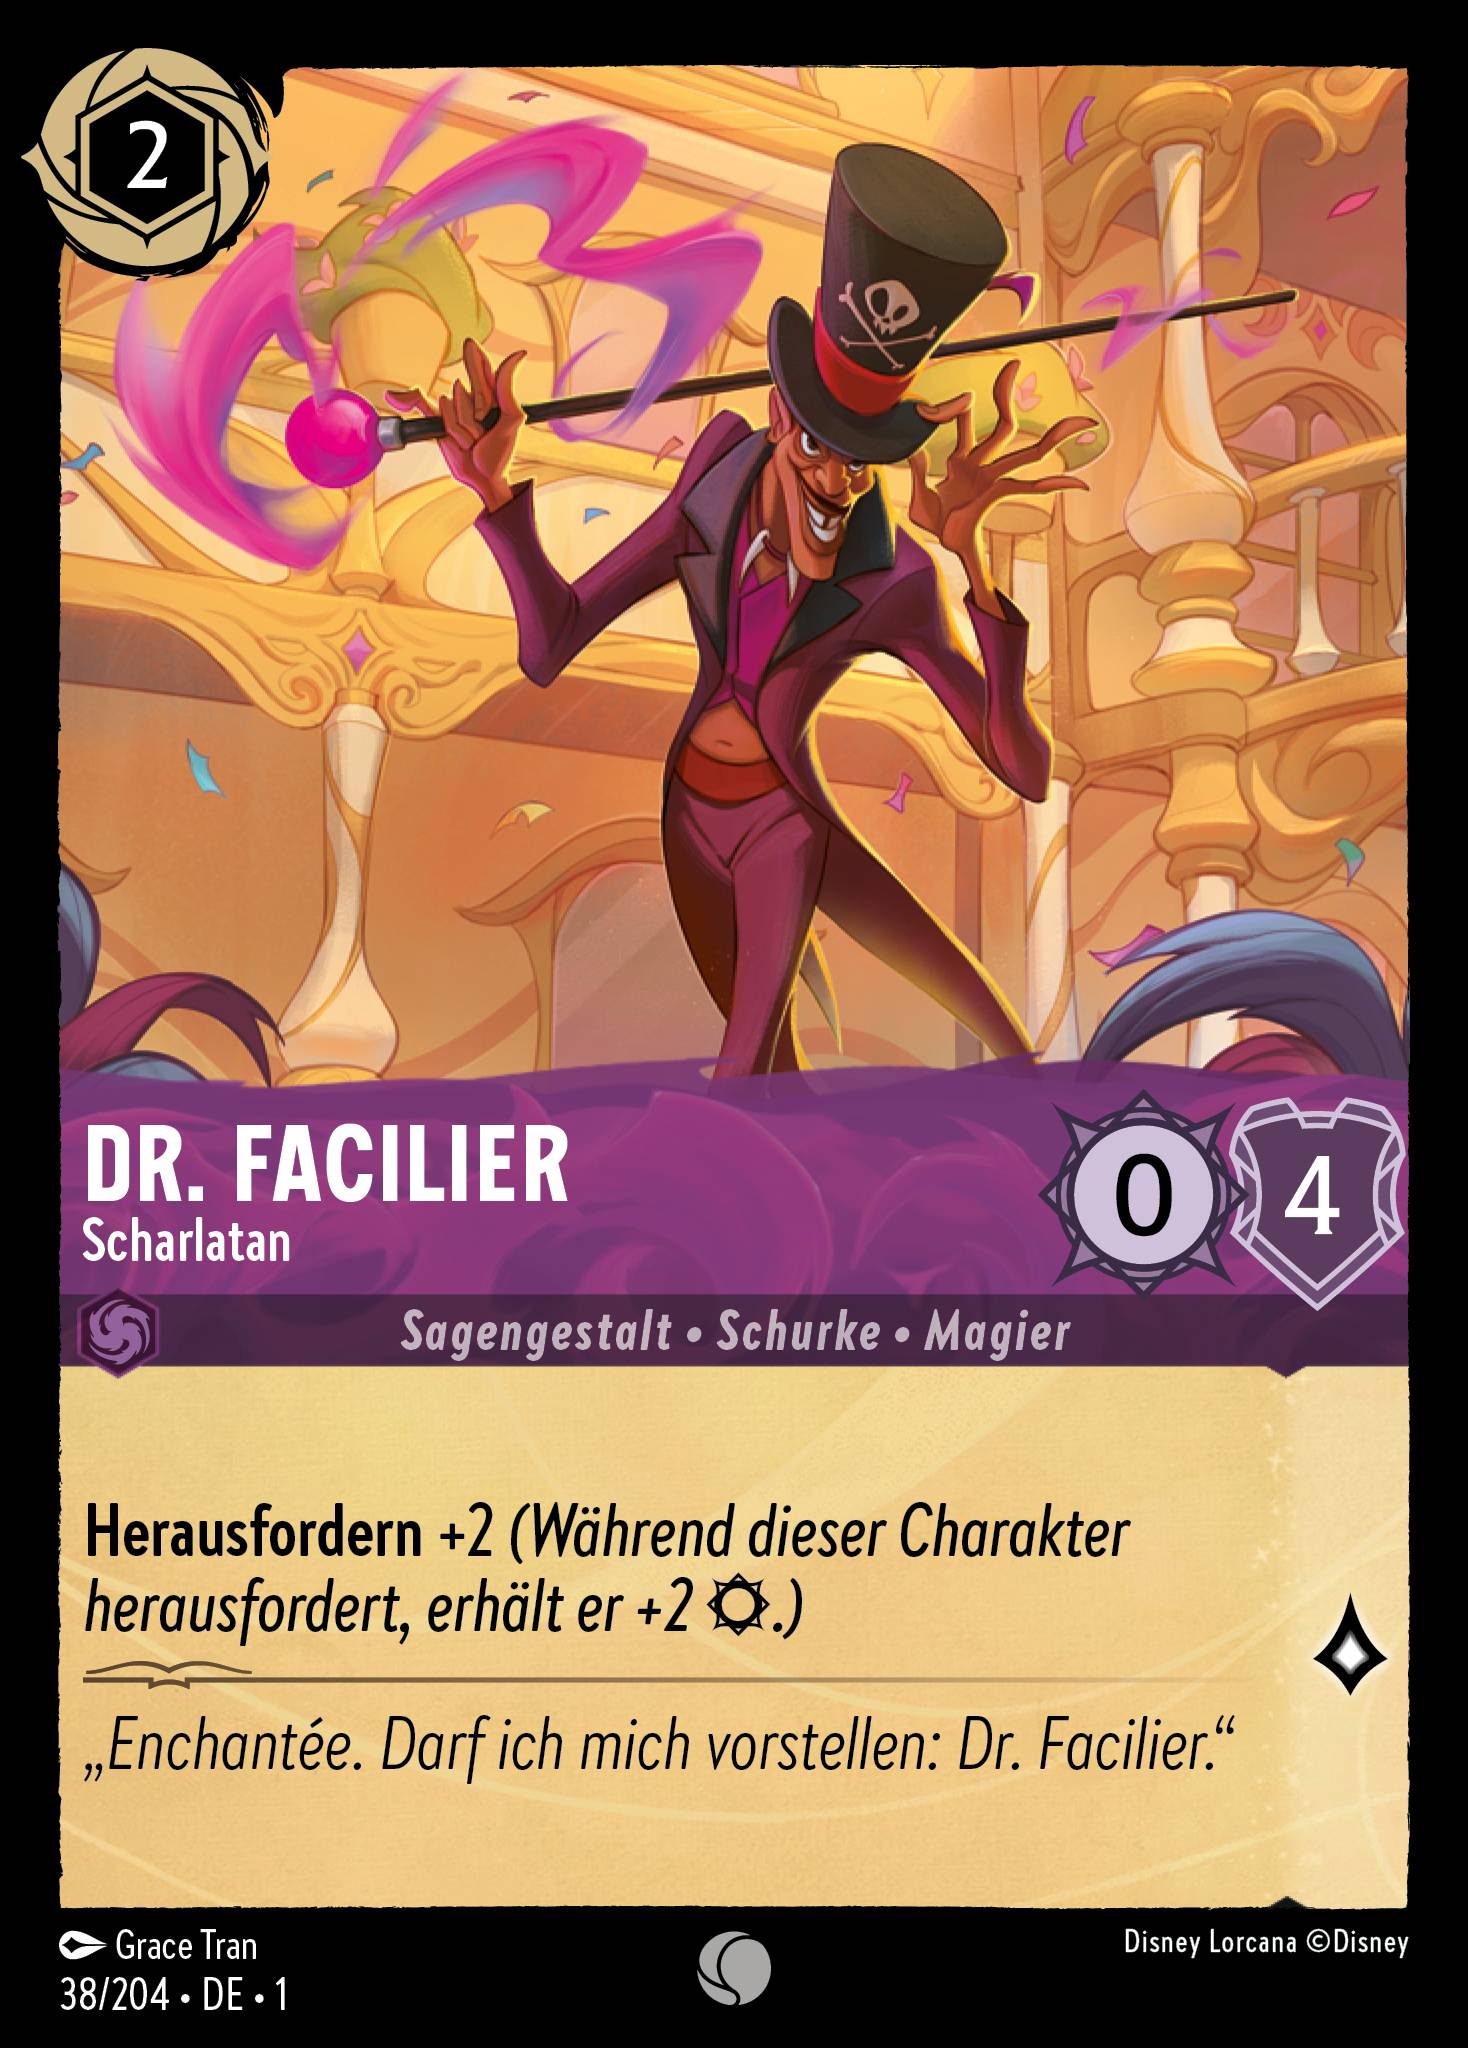 2
DR. FACILIER
Scharlatan
0
4
Sagengestalt • Schurke • Magier
Herausfordern +2 (Während dieser Charakter
herausfordert, erhält er +2 .)
„Enchantée. Darf ich mich vorstellen: Dr. Facilier.“
Grace Tran
38/204 • DE • 1
Disney Lorcana ©Disney